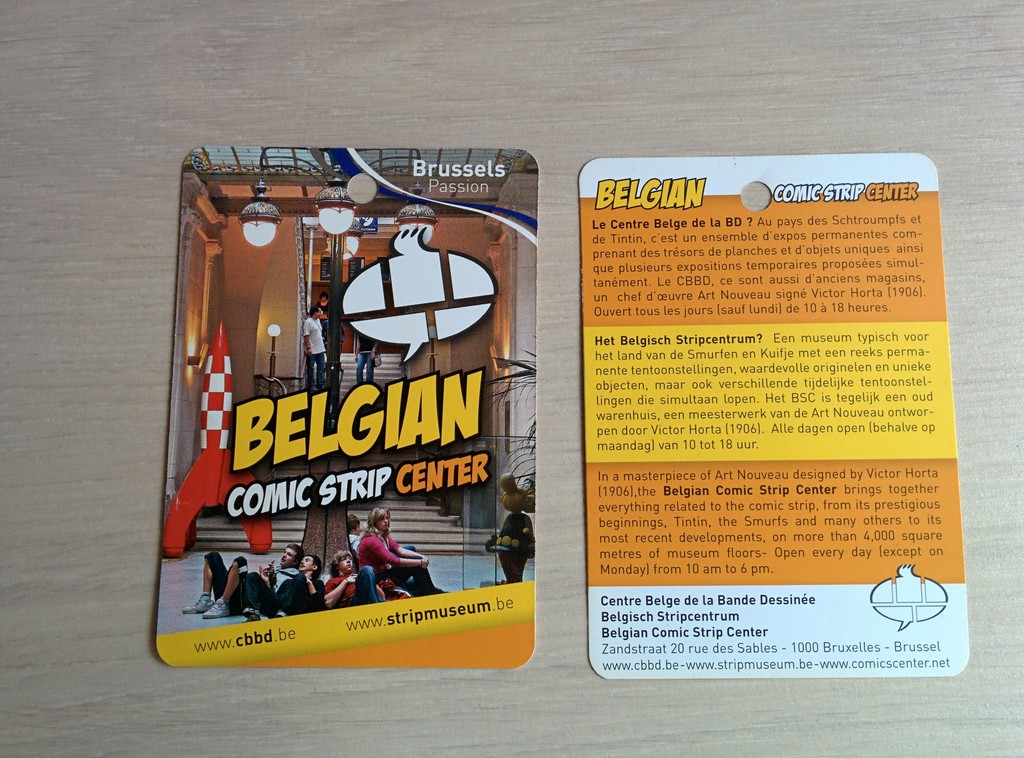 Brussels
+ Passion
BELGIAN
COMIC STRIP CENTER
www.cbbd.be
www.stripmuseum.be
BELGIAN COMIC STRIP CENTER
Le Centre Belge de la BD ? Au pays des Schtroumpfs et
de Tintin, c'est un ensemble d'expos permanentes com-
prenant des trésors de planches et d'objets uniques ainsi
que plusieurs expositions temporaires proposées simul-
tanément. Le CBBD, ce sont aussi d'anciens magasins,
un chef d'œuvre Art Nouveau signé Victor Horta (1906).
Ouvert tous les jours (sauf lundi) de 10 à 18 heures.
Het Belgisch Stripcentrum? Een museum typisch voor
het land van de Smurfen en Kuifje met een reeks perma-
nente tentoonstellingen, waardevolle originelen en unieke
objecten, maar ook verschillende tijdelijke tentoonstel-
lingen die simultaan lopen. Het BSC is tegelijk een oud
warenhuis, een meesterwerk van de Art Nouveau ontwor-
pen door Victor Horta (1906). Alle dagen open (behalve op
maandag) van 10 tot 18 uur.
In a masterpiece of Art Nouveau designed by Victor Horta
(1906),the Belgian Comic Strip Center brings together
everything related to the comic strip, from its prestigious
beginnings, Tintin, the Smurfs and many others to its
most recent developments, on more than 4,000 square
metres of museum floors- Open every day (except on
Monday) from 10 am to 6 pm.
Centre Belge de la Bande Dessinée
Belgisch Stripcentrum
Belgian Comic Strip Center
Zandstraat 20 rue des Sables - 1000 Bruxelles - Brussel
www.cbbd.be-www.stripmuseum.be-www.comicscenter.net